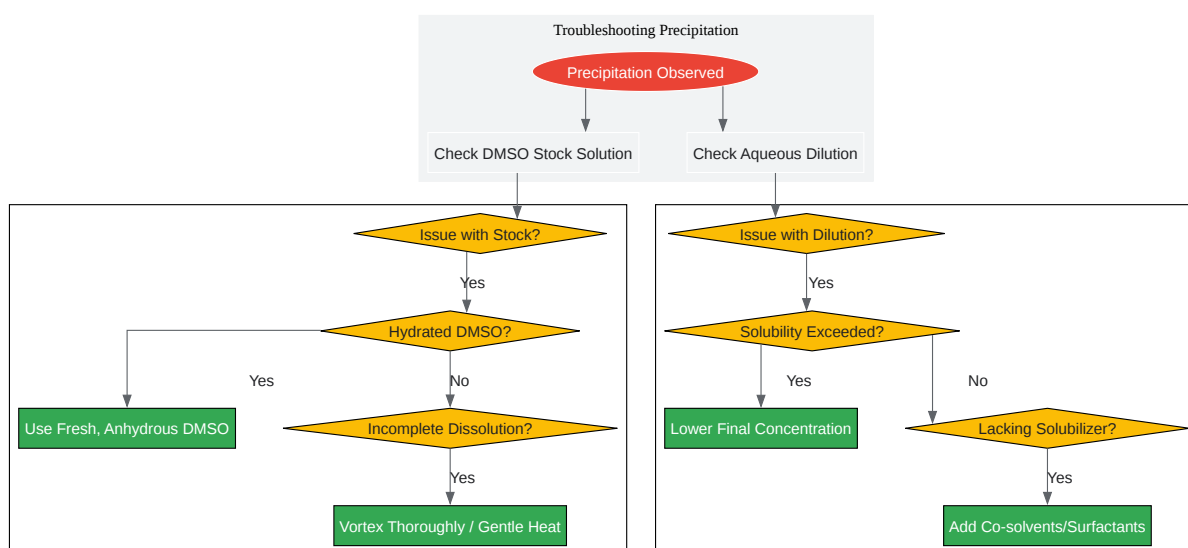 Troubleshooting Precipitation
Precipitation Observed
Check DMSO Stock Solution
Check Aqueous Dilution
Issue with Stock?
Issue with Dilution?
Yes
Yes
Hydrated DMSO?
Solubility Exceeded?
Yes
No
Yes
No
Use Fresh, Anhydrous DMSO
Incomplete Dissolution?
Lower Final Concentration
Lacking Solubilizer?
Yes
Yes
Vortex Thoroughly / Gentle Heat
Add Co-solvents/Surfactants